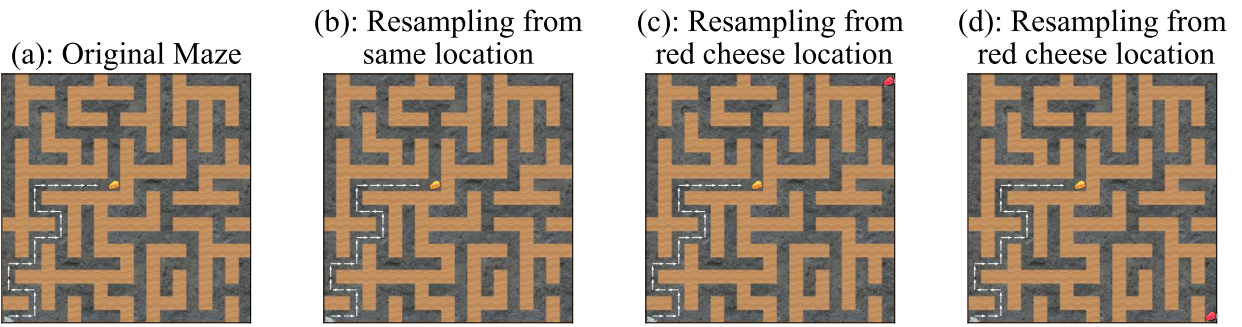 (a): Original Maze
(b): Resampling from
same location
(c): Resampling from
red cheese location
(d): Resampling from
red cheese location